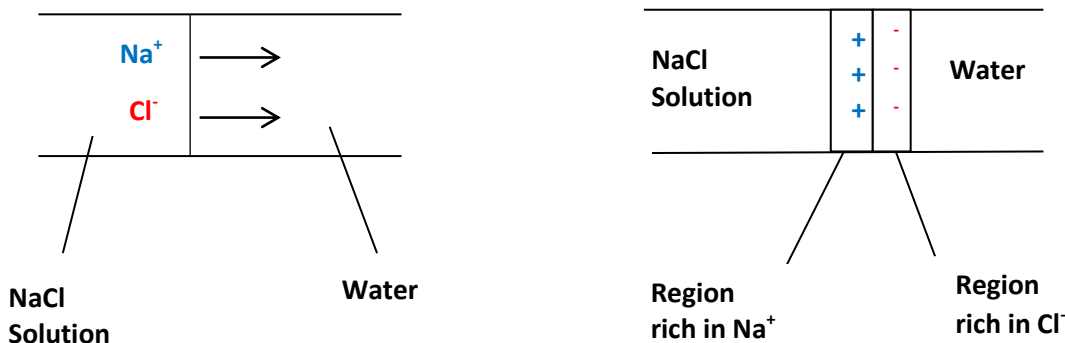 Na⁺
Cl⁻
NaCl
Solution
Water
NaCl
Solution
Water
+ -
+ -
+ -
Region
rich in Na⁺
Region
rich in Cl⁻